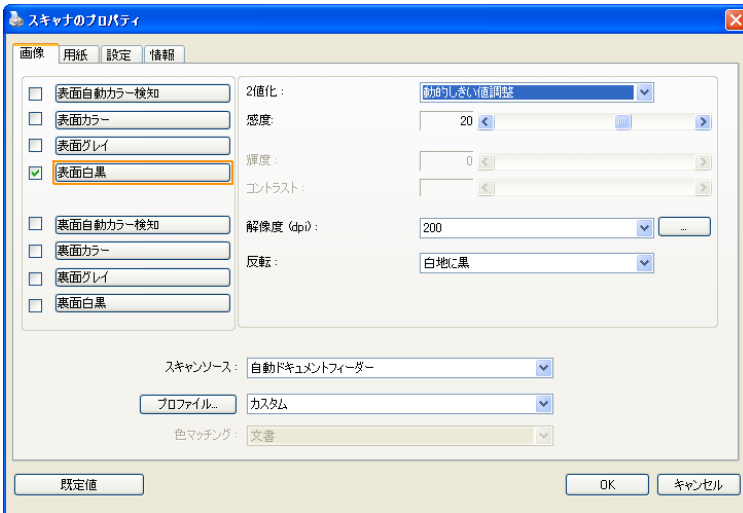 スキャナのプロパティ
画像 用紙 設定 情報
表面自動カラー検知
表面カラー
表面グレイ
表面白黒
裏面自動カラー検知
裏面カラー
裏面グレイ
裏面白黒
2値化: 動的しきい値調整
感度: 20
輝度: 0
コントラスト:
解像度 (dpi): 200 ...
反転: 白地に黒
スキャンソース: 自動ドキュメントフィーダー
プロファイル... カスタム
色マッチング: 文書
既定値 OK キャンセル